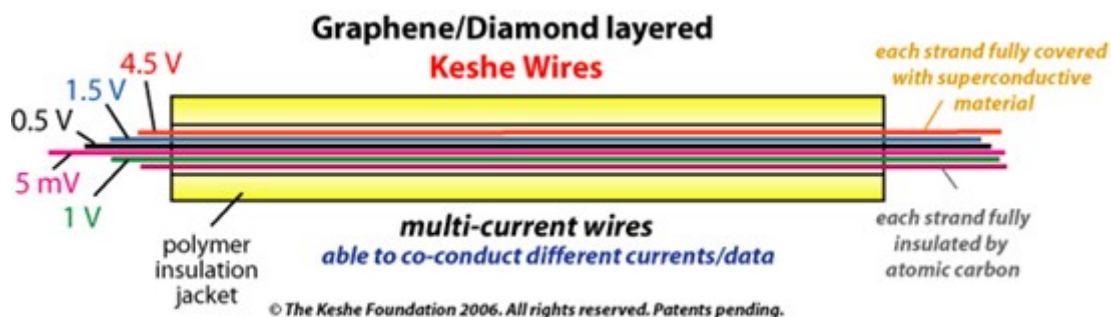 Graphene/Diamond layered
Keshe Wires
4.5 V
1.5 V
0.5 V
5 mV
1 V
each strand fully covered
with superconductive
material
polymer
insulation
jacket
multi-current wires
able to co-conduct different currents/data
each strand fully
insulated by
atomic carbon
© The Keshe Foundation 2006. All rights reserved. Patents pending.